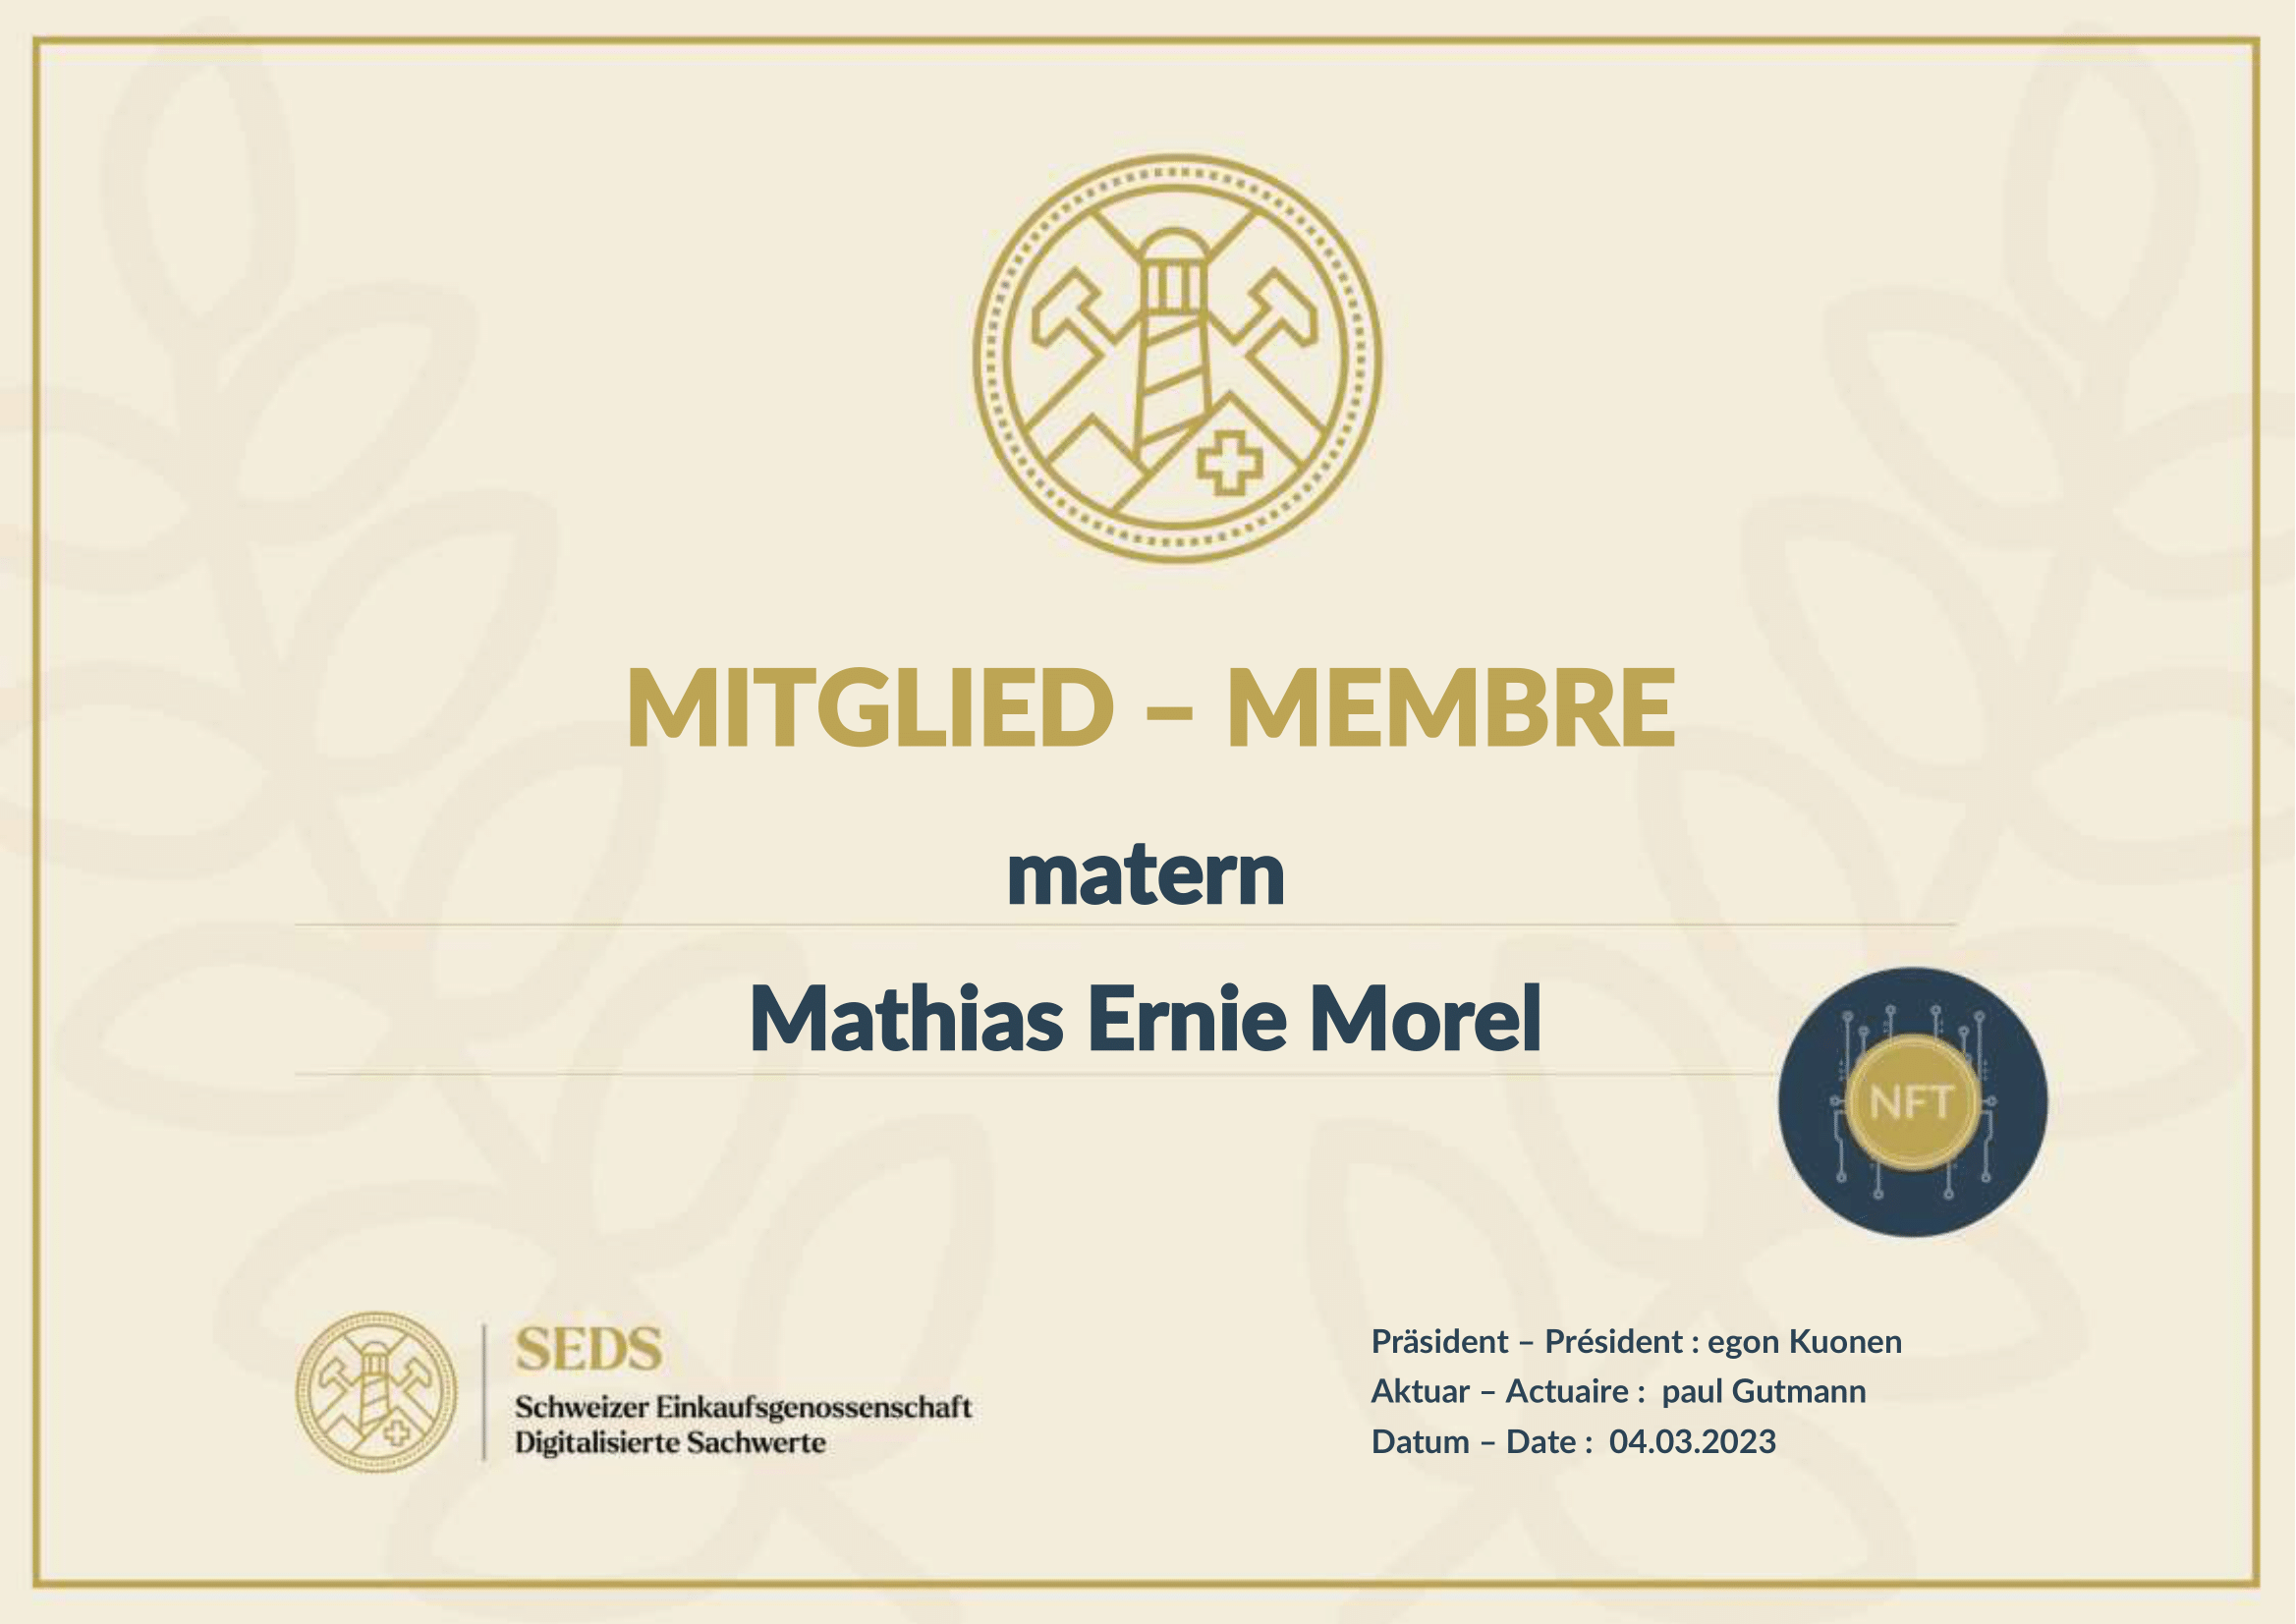 MITGLIED – MEMBRE
matern
Mathias Ernie Morel
NFT
SEDS
Schweizer Einkaufsgenossenschaft
Digitalisierte Sachwerte
Präsident – Président : egon Kuonen
Aktuar – Actuaire : paul Gutmann
Datum – Date : 04.03.2023